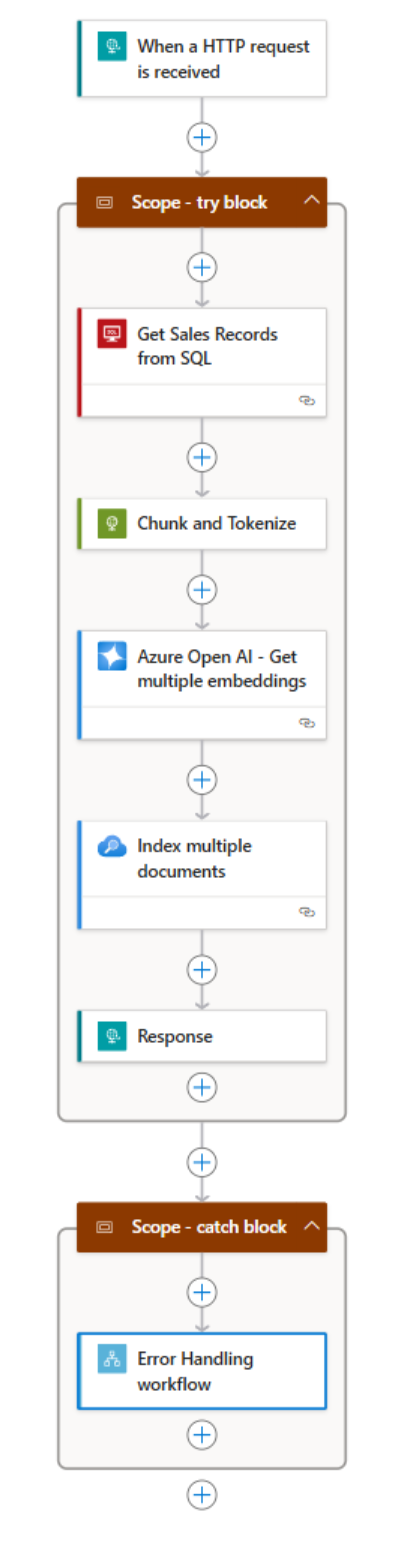 When a HTTP request
is received
Scope - try block
Get Sales Records
from SQL
Chunk and Tokenize
Azure Open AI - Get
multiple embeddings
Index multiple
documents
Response
Scope - catch block
Error Handling
workflow